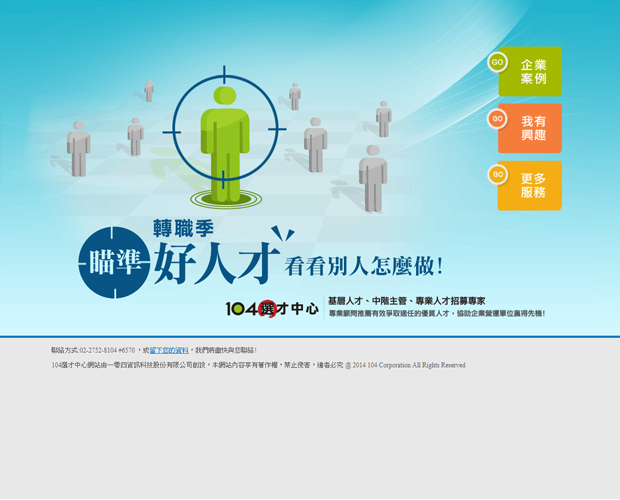 GO 企業案例
GO 我有興趣
GO 更多服務
轉職季
瞄準 好人才 看看別人怎麼做!
104選才中心
基層人才、中階主管、專業人才招募專家
專業顧問推薦有效爭取適任的優質人才，協助企業營運單位贏得先機!
聯絡方式:02-2752-8104 #6570 ，或留下您的資料，我們將盡快與您聯絡!
104選才中心網站由一零四資訊科技股份有限公司創設，本網站內容享有著作權，禁止侵害，違者必究 @ 2014 104 Corporation All Rights Reserved